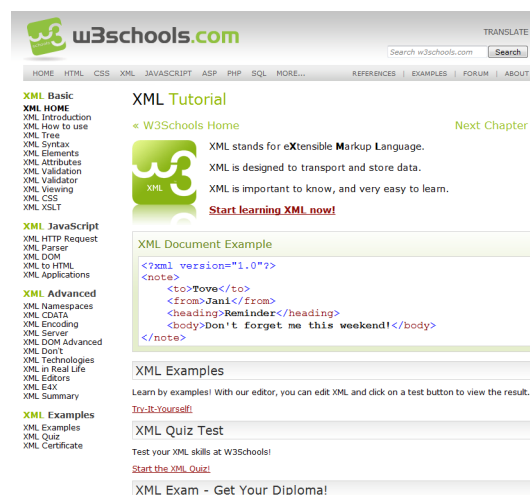 w3schools.com
TRANSLATE
Search w3schools.com Search
HOME HTML CSS XML JAVASCRIPT ASP PHP SQL MORE...
REFERENCES | EXAMPLES | FORUM | ABOUT
XML Basic
XML HOME
XML Introduction
XML How to use
XML Tree
XML Syntax
XML Elements
XML Attributes
XML Validation
XML Validator
XML Viewing
XML CSS
XML XSLT
XML JavaScript
XML HTTP Request
XML Parser
XML DOM
XML to HTML
XML Applications
XML Advanced
XML Namespaces
XML CDATA
XML Encoding
XML Server
XML DOM Advanced
XML Don't
XML Technologies
XML in Real Life
XML Editors
XML E4X
XML Summary
XML Examples
XML Examples
XML Quiz
XML Certificate
XML Tutorial
« W3Schools Home
Next Chapter
w3
XML
XML stands for eXtensible Markup Language.
XML is designed to transport and store data.
XML is important to know, and very easy to learn.
Start learning XML now!
XML Document Example
<?xml version="1.0"?>
<note>
    <to>Tove</to>
    <from>Jani</from>
    <heading>Reminder</heading>
    <body>Don't forget me this weekend!</body>
</note>
XML Examples
Learn by examples! With our editor, you can edit XML and click on a test button to view the result.
Try-It-Yourself!
XML Quiz Test
Test your XML skills at W3Schools!
Start the XML Quiz!
XML Exam - Get Your Diploma!